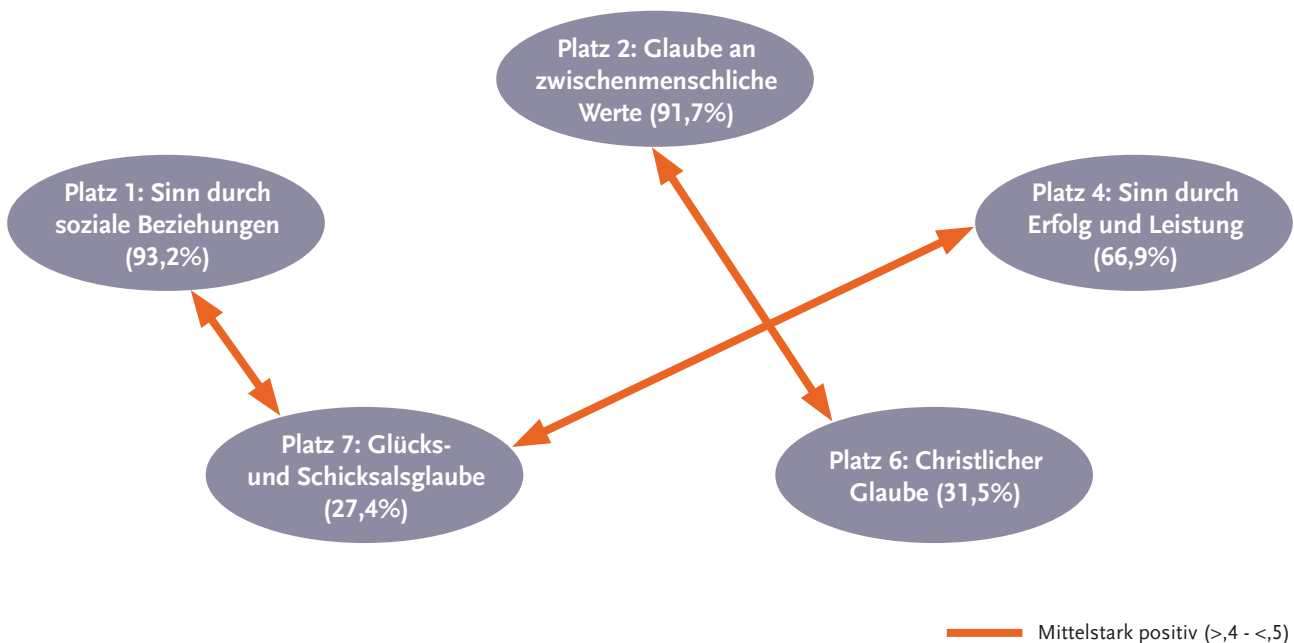 Platz 2: Glaube an
zwischenmenschliche
Werte (91,7%)
Platz 1: Sinn durch
soziale Beziehungen
(93,2%)
Platz 4: Sinn durch
Erfolg und Leistung
(66,9%)
Platz 7: Glücks-
und Schicksalsglaube
(27,4%)
Platz 6: Christlicher
Glaube (31,5%)
Mittelstark positiv (>,4 - <,5)